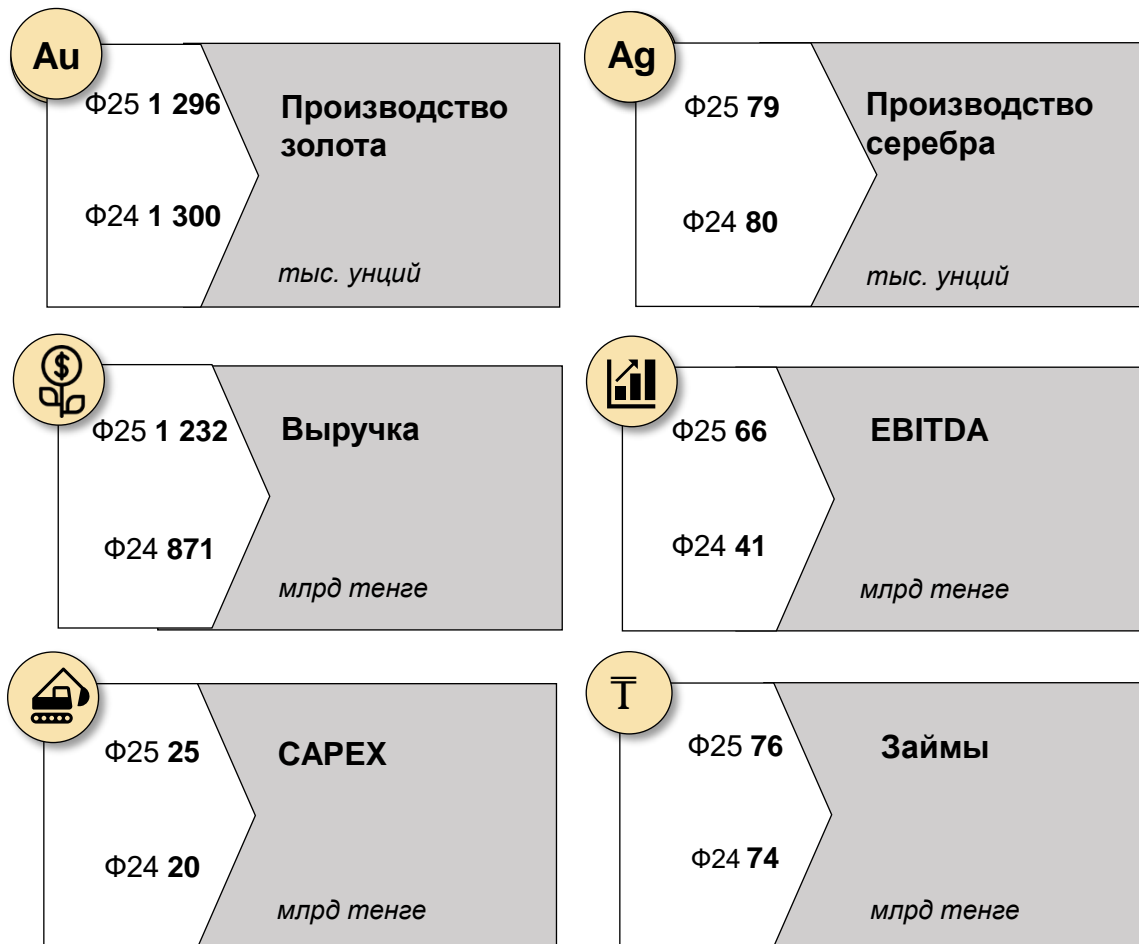 Au
Ф25 1 296
Производство
золота
Ф24 1 300
тыс. унций
Ag
Ф25 79
Производство
серебра
Ф24 80
тыс. унций
$
Ф25 1 232
Выручка
Ф24 871
млрд тенге
Ф25 66
EBITDA
Ф24 41
млрд тенге
Ф25 25
CAPEX
Ф24 20
млрд тенге
₸
Ф25 76
Займы
Ф24 74
млрд тенге